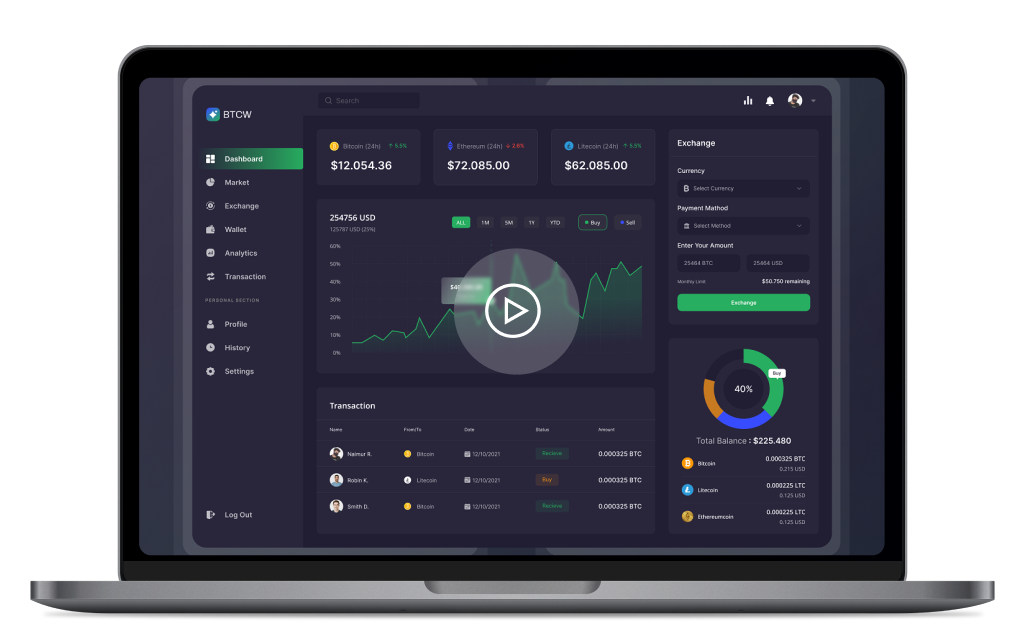 BTCW
Search
Dashboard
Market
Exchange
Wallet
Analytics
Transaction
PERSONAL SECTION
Profile
History
Settings
Log Out
Bitcoin (24h) 5.5%
$12.054.36
Ethereum (24h) 2.6%
$72.085.00
Litecoin (24h) 5.5%
$62.085.00
254756 USD
125787 USD (25%)
ALL 1M 5M 1Y YTD Buy Sell
60%
50%
40%
30%
20%
10%
0%
Transaction
Name From/To Date Status Amount
Naimur R. Bitcoin 12/10/2021 Recieve 0.000325 BTC
Robin K. Litecoin 12/10/2021 Buy 0.000325 BTC
Smith D. Bitcoin 12/10/2021 Recieve 0.000325 BTC
Exchange
Currency
Select Currency
Payment Mathod
Select Method
Enter Your Amount
25464 BTC 25464 USD
Monthly Limit $50.750 remaining
Exchange
Buy
40%
Total Balance : $225.480
Bitcoin 0.000325 BTC
0.215 USD
Litecoin 0.000225 LTC
0.125 USD
Ethereumcoin 0.000225 LTC
0.125 USD